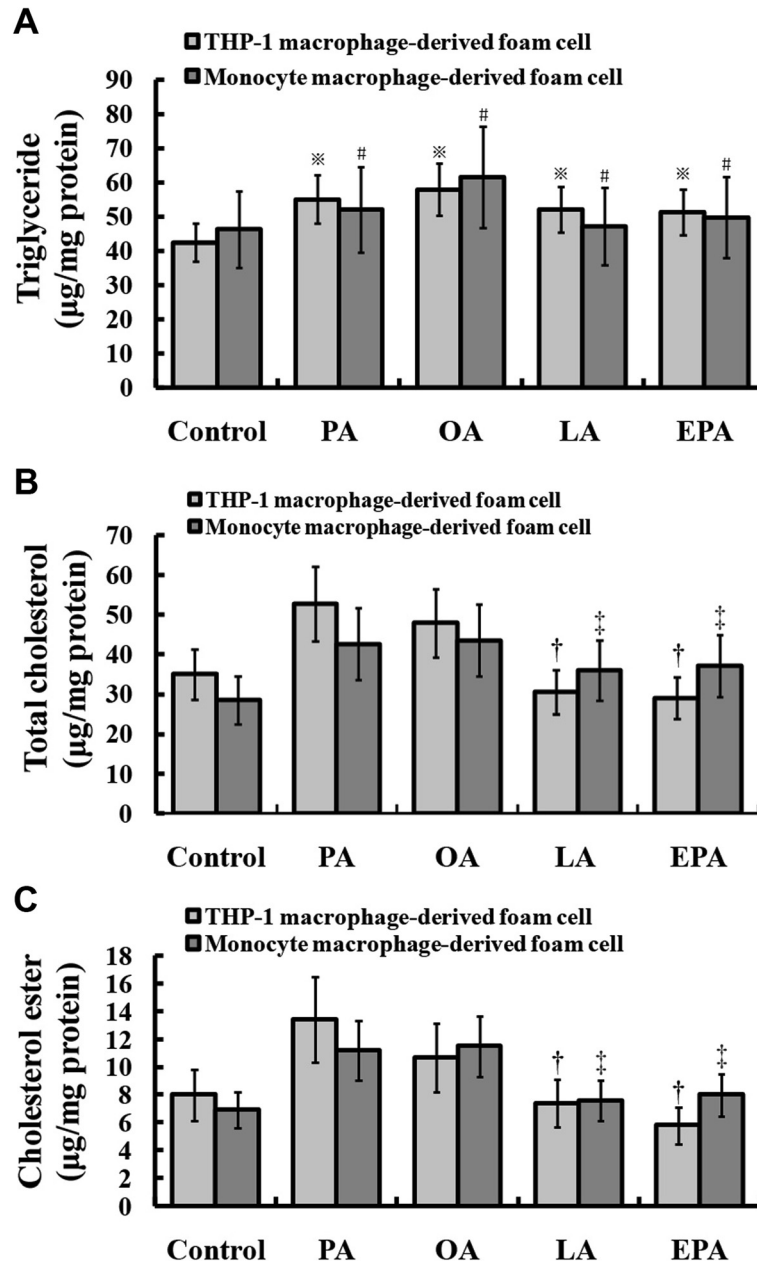 A
THP-1 macrophage-derived foam cell
Monocyte macrophage-derived foam cell
Triglyceride
(μg/mg protein)
90
80
70
60
50
40
30
20
10
0
※ # ※ # ※ # ※ #
Control PA OA LA EPA
B
THP-1 macrophage-derived foam cell
Monocyte macrophage-derived foam cell
Total cholesterol
(μg/mg protein)
70
60
50
40
30
20
10
0
† ‡ † ‡
Control PA OA LA EPA
C
THP-1 macrophage-derived foam cell
Monocyte macrophage-derived foam cell
Cholesterol ester
(μg/mg protein)
18
16
14
12
10
8
6
4
2
0
† ‡ † ‡
Control PA OA LA EPA